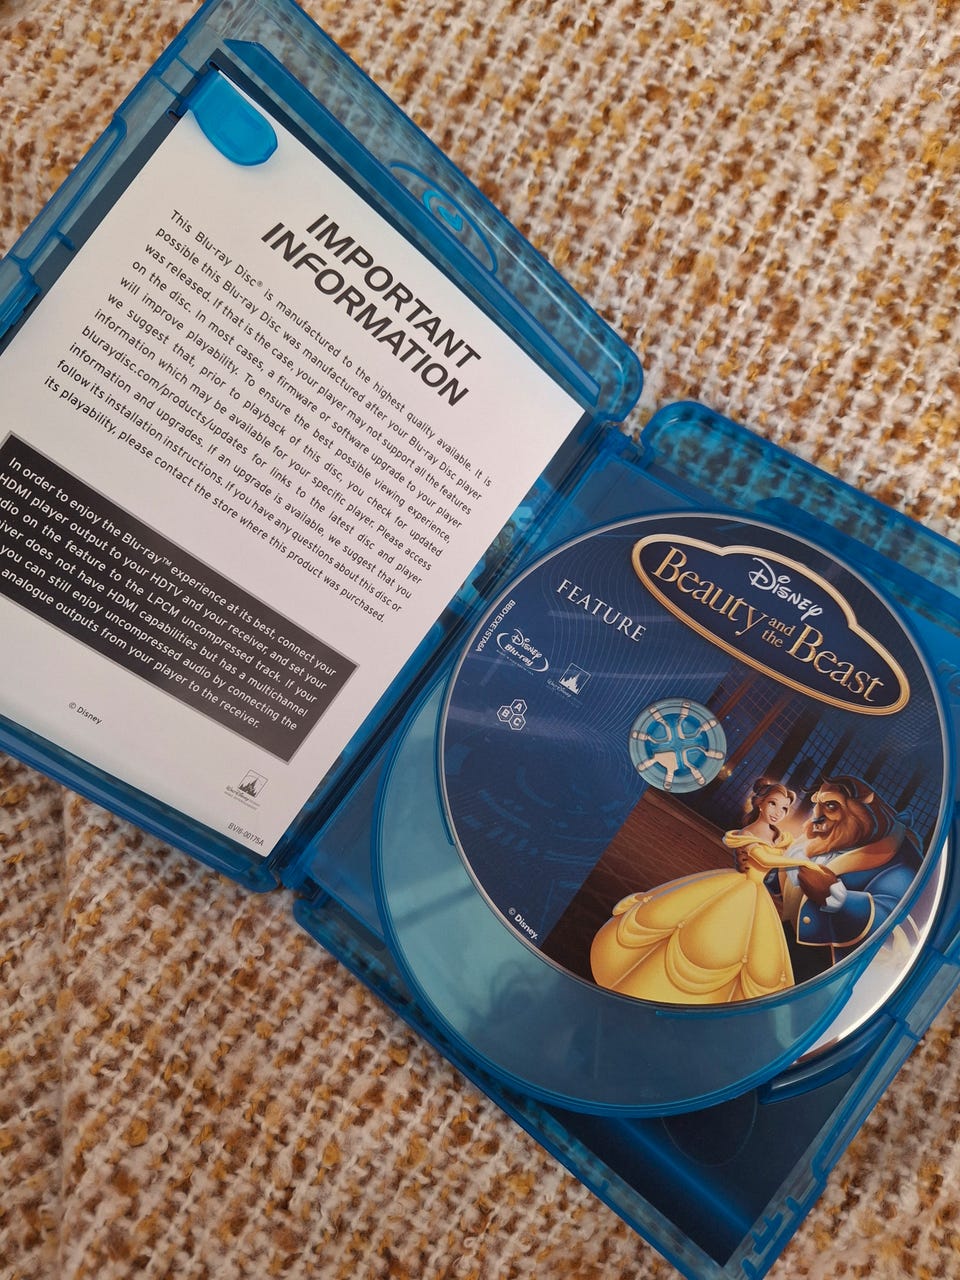 IMPORTANT
INFORMATION
This Blu-ray Disc® is manufactured to the highest quality available. It is
possible this Blu-ray Disc was manufactured after your Blu-ray Disc player
was released. If that is the case, your player may not support all the features
on the disc. In most cases, a firmware or software upgrade to your player
will improve playability. To ensure the best possible viewing experience,
we suggest that, prior to playback of this disc, you check for updated
information which may be available for your specific player. Please access
bluraydisc.com/products/updates for links to the latest disc and player
information and upgrades. If an upgrade is available, we suggest that you
follow its installation instructions. If you have any questions about this disc or
its playability, please contact the store where this product was purchased.
In order to enjoy the Blu-ray™ experience at its best, connect your
HDMI player output to your HDTV and your receiver, and set your
audio on the feature to the LPCM uncompressed track. If your
receiver does not have HDMI capabilities but has a multichannel
you can still enjoy uncompressed audio by connecting the
analogue outputs from your player to the receiver.
© Disney
BVI6-00175A
Disney
Beauty and the Beast
FEATURE
BBD1EXE1STA6A
Disney
Blu-ray
Walt Disney
A
B C
© Disney.